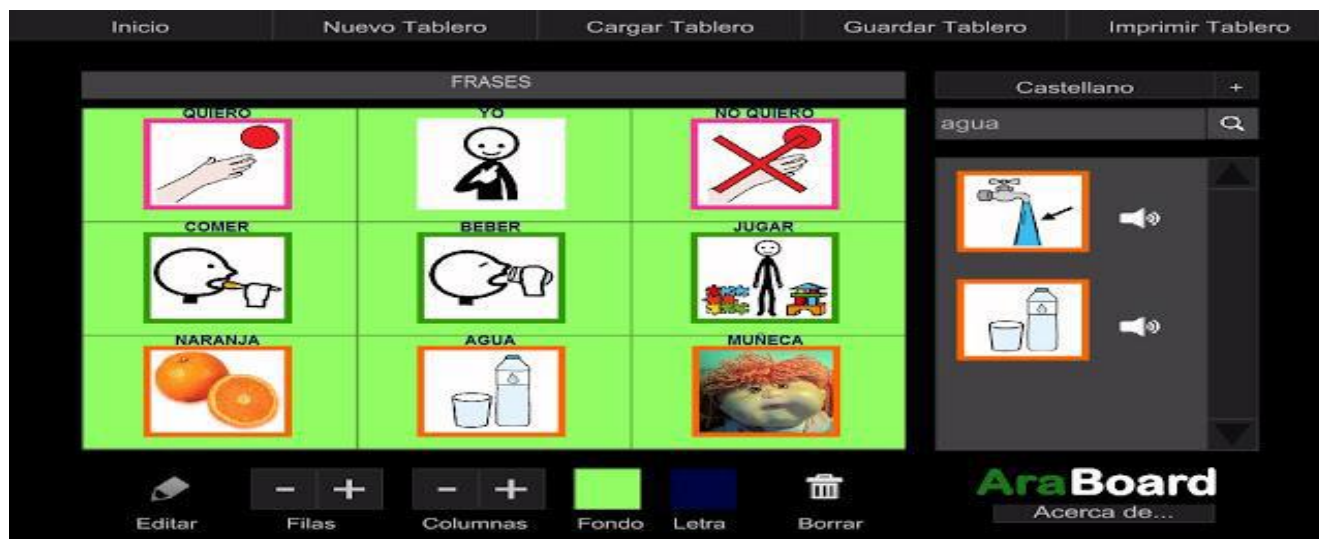 Inicio Nuevo Tablero Cargar Tablero Guardar Tablero Imprimir Tablero
FRASES
Castellano +
agua
QUIERO YO NO QUIERO
COMER BEBER JUGAR
NARANJA AGUA MUÑECA
- + - +
Editar Filas Columnas Fondo Letra Borrar
AraBoard
Acerca de...